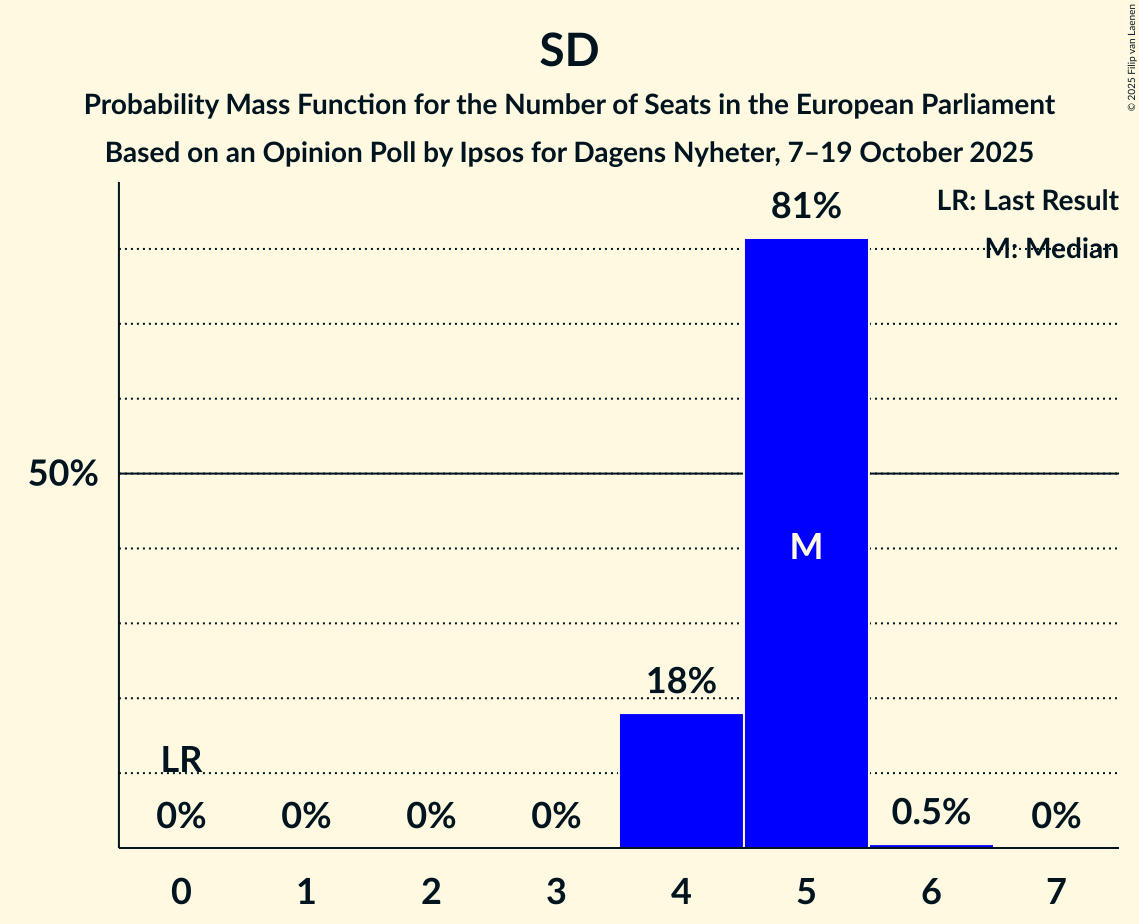 SD
Probability Mass Function for the Number of Seats in the European Parliament
Based on an Opinion Poll by Ipsos for Dagens Nyheter, 7–19 October 2025
© 2025 Filip van Laenen
LR: Last Result
M: Median
81%
50%
M
18%
LR
0% 0% 0% 0% 0.5% 0%
0 1 2 3 4 5 6 7